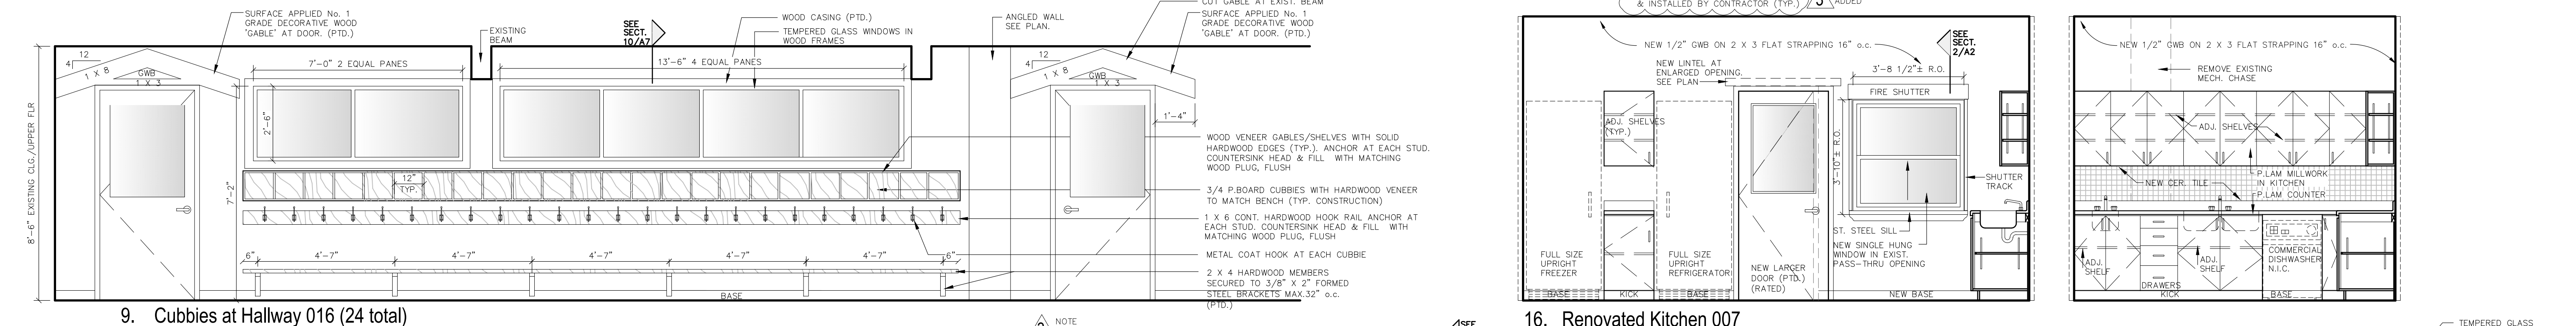 SURFACE APPLIED No. 1
GRADE DECORATIVE WOOD
'GABLE' AT DOOR. (PTD.)
12
4
1 X 8
GWB
1 X 3
8'-6" EXISTING CLG./UPPER FLR
7'-0" 2 EQUAL PANES
2'-6"
7'-2"
EXISTING
BEAM
SEE
SECT.
10/A7
WOOD CASING (PTD.)
TEMPERED GLASS WINDOWS IN
WOOD FRAMES
13'-6" 4 EQUAL PANES
12"
TYP.
6"
4'-7"
4'-7"
4'-7"
4'-7"
4'-7"
6"
BASE
ANGLED WALL
SEE PLAN.
CUT GABLE AT EXIST. BEAM
SURFACE APPLIED No. 1
GRADE DECORATIVE WOOD
'GABLE' AT DOOR. (PTD.)
12
4
1 X 8
GWB
1 X 3
1'-4"
WOOD VENEER GABLES/SHELVES WITH SOLID
HARDWOOD EDGES (TYP.). ANCHOR AT EACH STUD.
COUNTERSINK HEAD & FILL WITH MATCHING
WOOD PLUG, FLUSH
3/4 P.BOARD CUBBIES WITH HARDWOOD VENEER
TO MATCH BENCH (TYP. CONSTRUCTION)
1 X 6 CONT. HARDWOOD HOOK RAIL ANCHOR AT
EACH STUD. COUNTERSINK HEAD & FILL WITH
MATCHING WOOD PLUG, FLUSH
METAL COAT HOOK AT EACH CUBBIE
2 X 4 HARDWOOD MEMBERS
SECURED TO 3/8" X 2" FORMED
STEEL BRACKETS MAX.32" o.c.
(PTD.)
9. Cubbies at Hallway 016 (24 total)
NOTE
SEE
& INSTALLED BY CONTRACTOR (TYP.)
ADDED
NEW 1/2" GWB ON 2 X 3 FLAT STRAPPING 16" o.c.
SEE
SECT.
2/A2
NEW LINTEL AT
ENLARGED OPENING.
SEE PLAN
3'-8 1/2"± R.O.
FIRE SHUTTER
ADJ. SHELVES
(TYP.)
3'-10"± R.O.
SHUTTER
TRACK
ST. STEEL SILL
NEW SINGLE HUNG
WINDOW IN EXIST.
PASS-THRU OPENING
FULL SIZE
UPRIGHT
FREEZER
FULL SIZE
UPRIGHT
REFRIGERATOR
NEW LARGER
DOOR (PTD.)
(RATED)
BASE
KICK
BASE
NEW BASE
16. Renovated Kitchen 007
NEW 1/2" GWB ON 2 X 3 FLAT STRAPPING 16" o.c.
REMOVE EXISTING
MECH. CHASE
ADJ. SHELVES
P.LAM MILLWORK
IN KITCHEN
NEW CER. TILE
P.LAM COUNTER
ADJ.
SHELF
DRAWERS
ADJ.
SHELF
COMMERCIAL
DISHWASHER
N.I.C.
KICK
BASE
TEMPERED GLASS